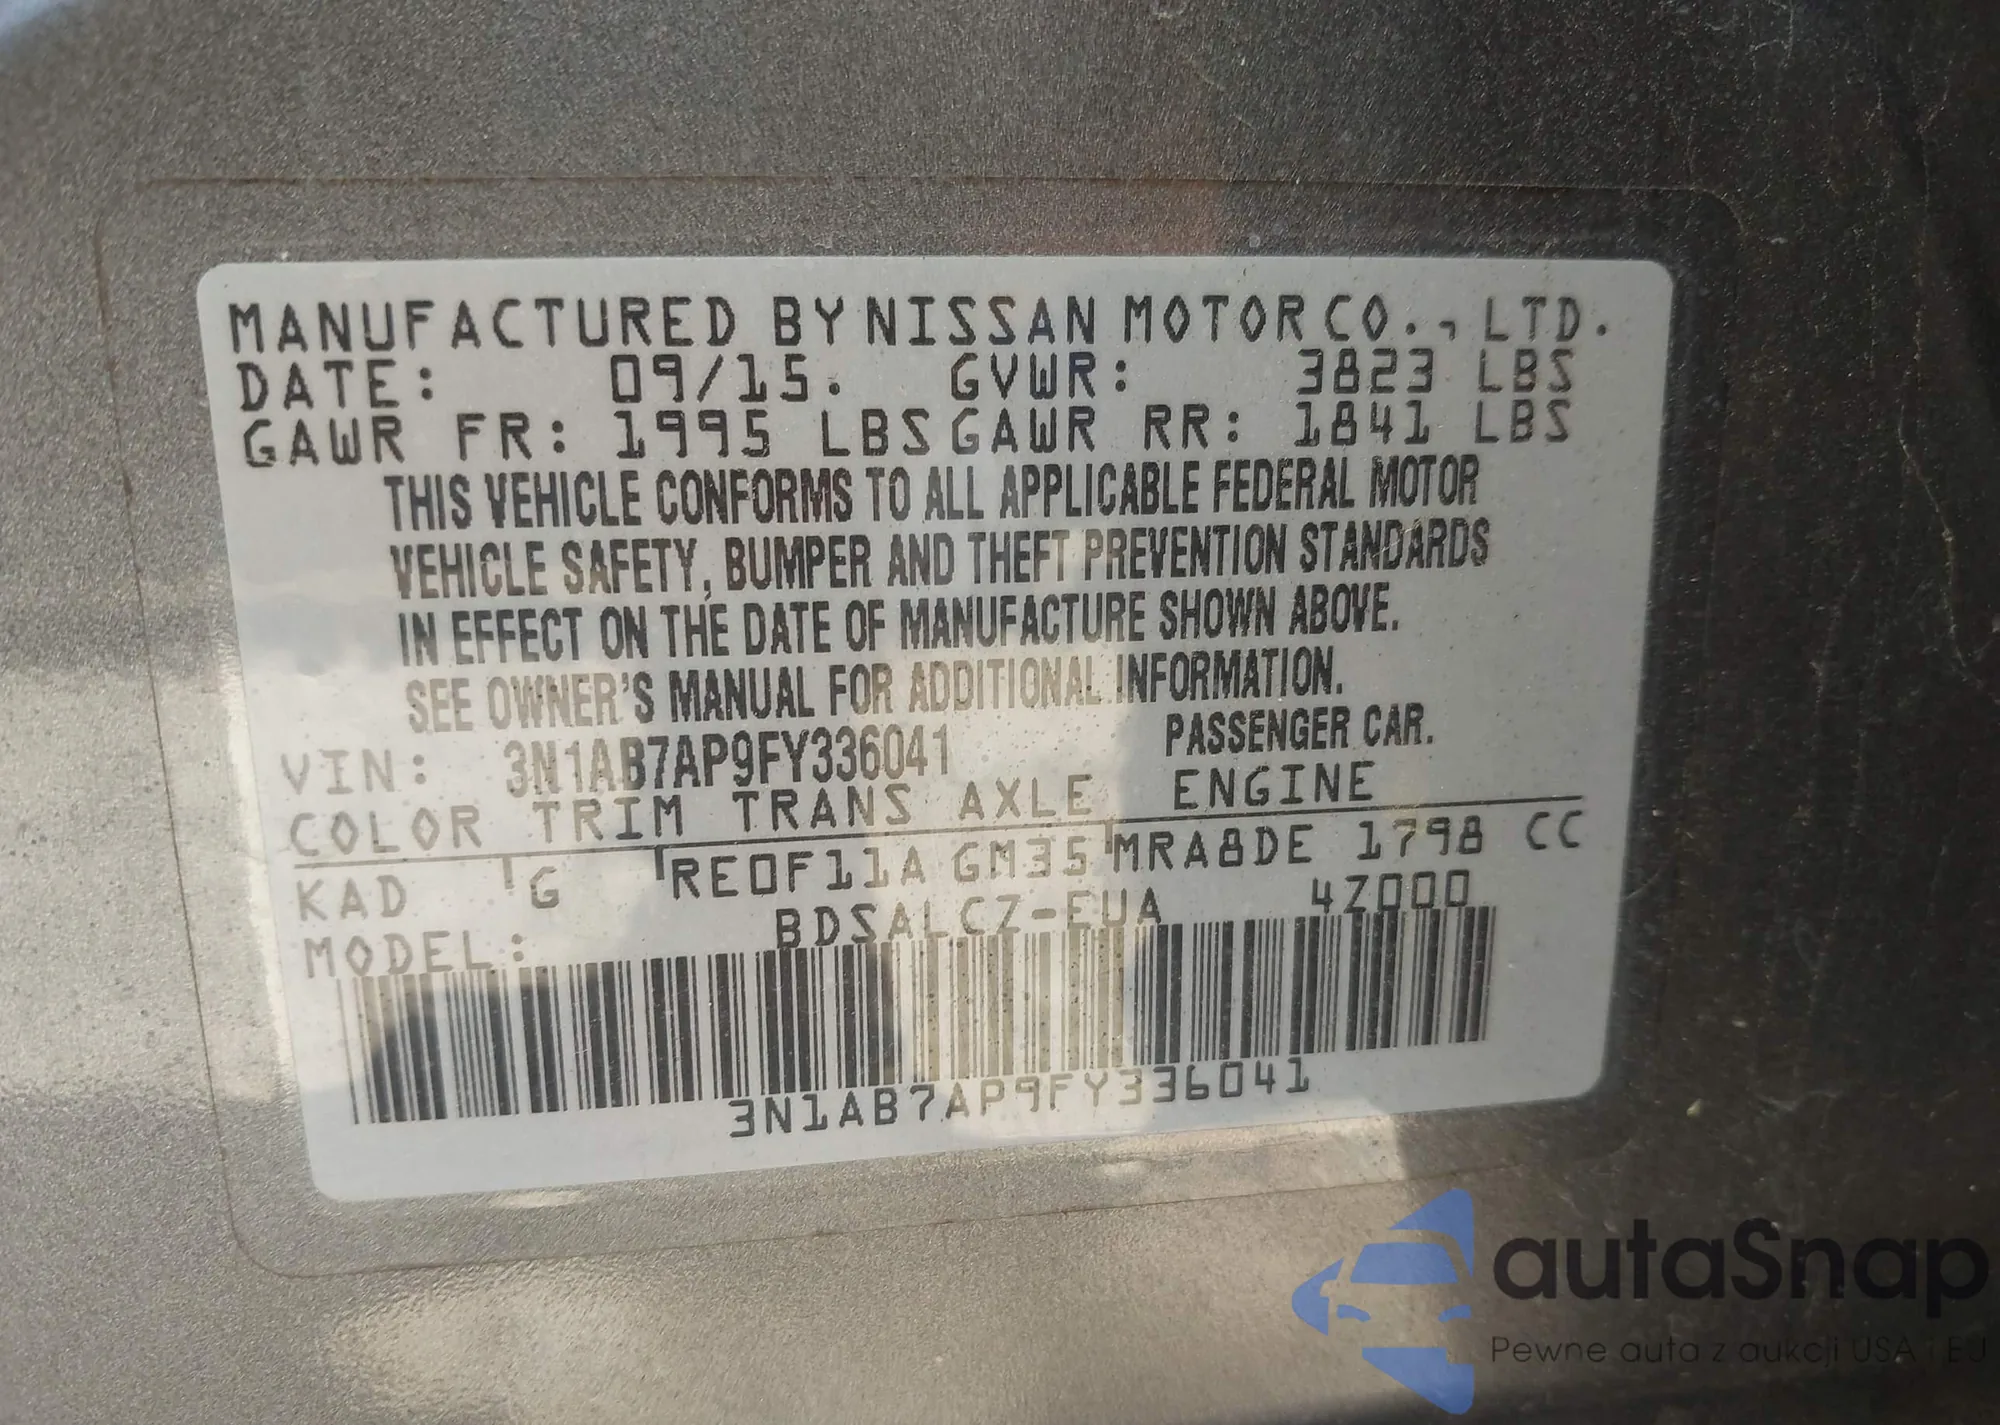 MANUFACTURED BY NISSAN MOTOR CO., LTD.
DATE: 09/15. GVWR: 3823 LBS
GAWR FR: 1995 LBS GAWR RR: 1841 LBS
THIS VEHICLE CONFORMS TO ALL APPLICABLE FEDERAL MOTOR
VEHICLE SAFETY, BUMPER AND THEFT PREVENTION STANDARDS
IN EFFECT ON THE DATE OF MANUFACTURE SHOWN ABOVE.
SEE OWNER'S MANUAL FOR ADDITIONAL INFORMATION.
VIN: 3N1AB7AP9FY336041 PASSENGER CAR.
COLOR TRIM TRANS AXLE ENGINE
KAD G RE0F11A GM35 MRA8DE 1798 CC
MODEL: BDSALCZ-EUA 4Z000
3N1AB7AP9FY336041
autaSnap
Pewne auta z aukcji USA i EU